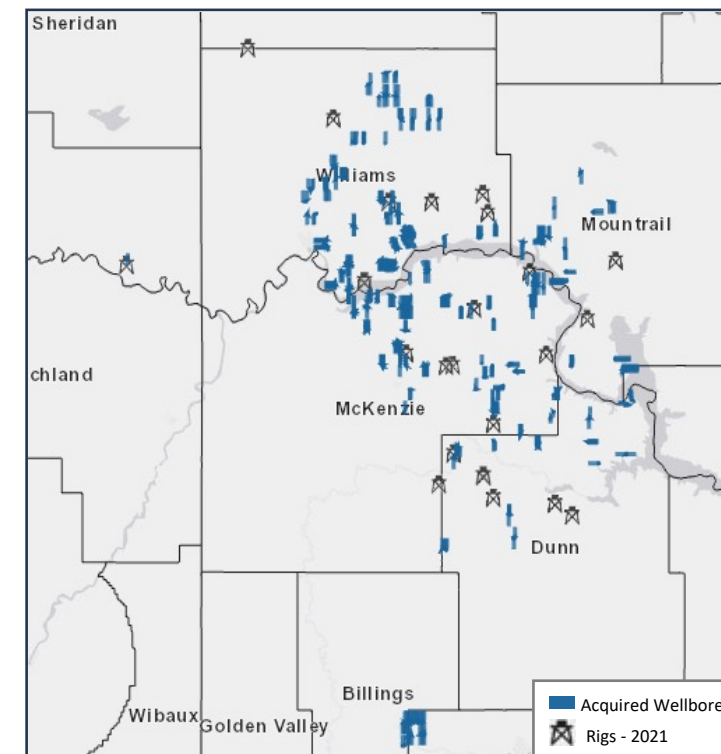 Sheridan
Williams
Mountrail
chland
McKenzie
Dunn
Billings
Wibaux
Golden Valley
Acquired Wellbore
Rigs - 2021